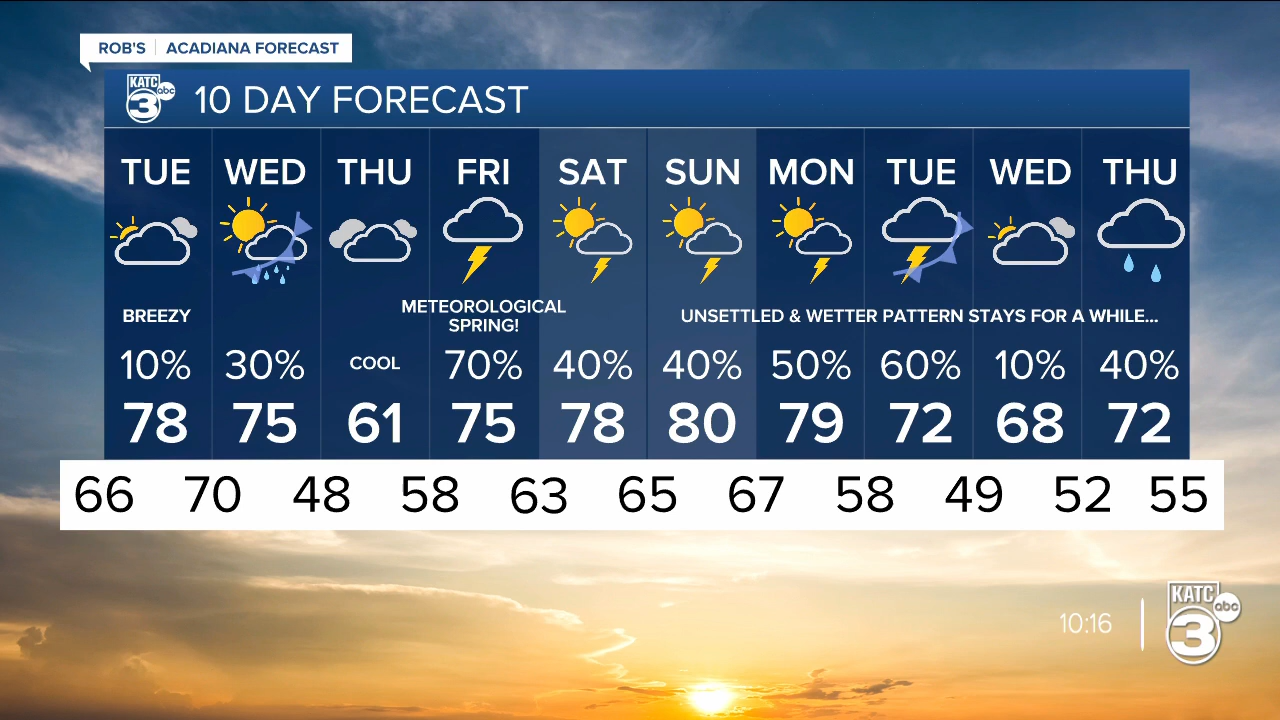 ROB'S | ACADIANA FORECAST
KATC
abc
3
10 DAY FORECAST
TUE WED THU FRI SAT SUN MON TUE WED THU
BREEZY
METEOROLOGICAL
SPRING!
UNSETTLED & WETTER PATTERN STAYS FOR A WHILE...
10% 30% COOL 70% 40% 40% 50% 60% 10% 40%
78 75 61 75 78 80 79 72 68 72
66 70 48 58 63 65 67 58 49 52 55
10:16
KATC
abc
3